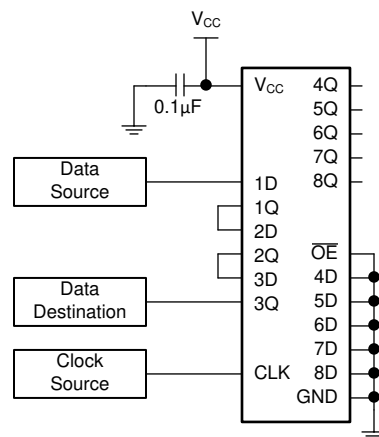 VCC
0.1µF
VCC
4Q
5Q
6Q
7Q
8Q
Data
Source
1D
1Q
2D
2Q
3D
3Q
OE
4D
5D
6D
7D
8D
GND
Data
Destination
Clock
Source
CLK